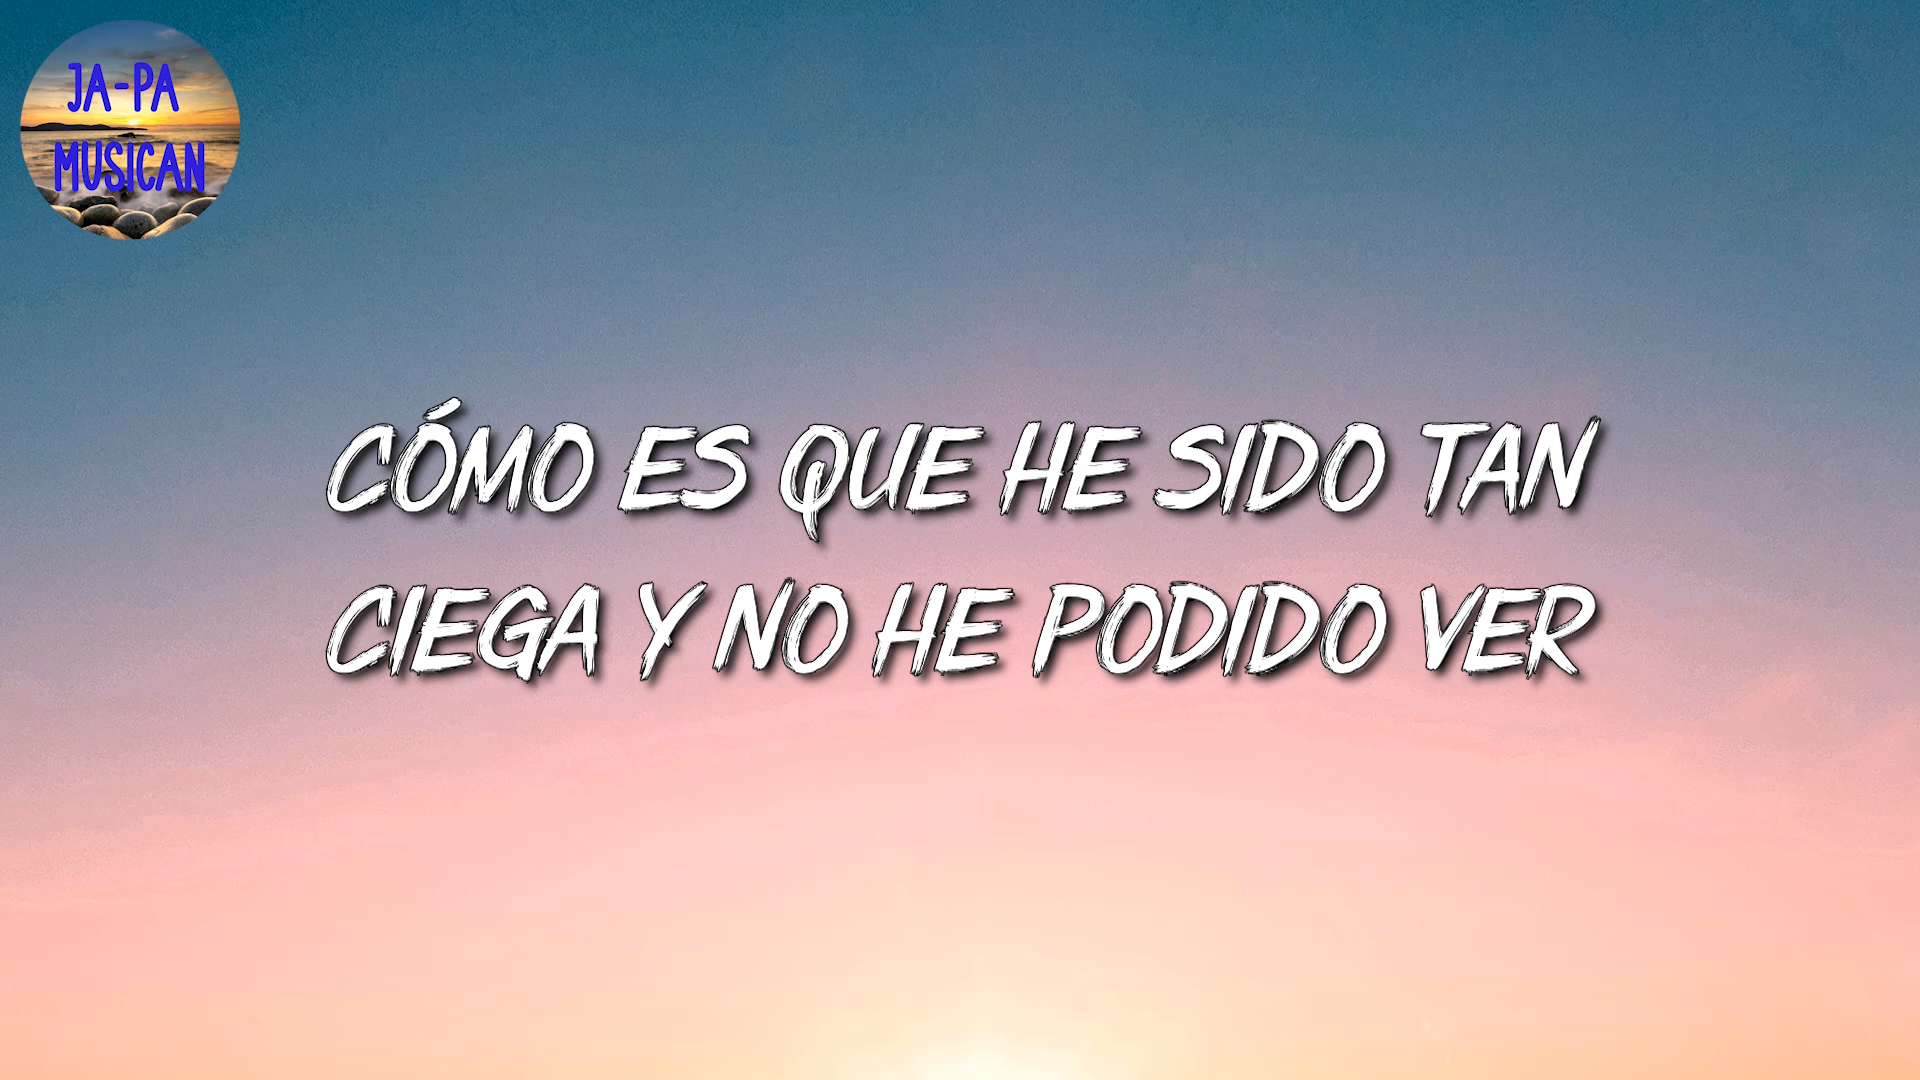 JA-PA
MUSICAN
CÓMO ES QUE HE SIDO TAN
CIEGA Y NO HE PODIDO VER